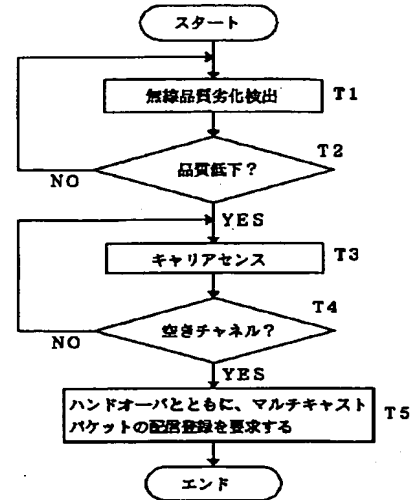 スタート
無線品質劣化検出
T1
品質低下?
T2
NO
YES
キャリアセンス
T3
空きチャネル?
T4
NO
YES
ハンドオーバとともに、マルチキャスト
パケットの配信登録を要求する
T5
エンド